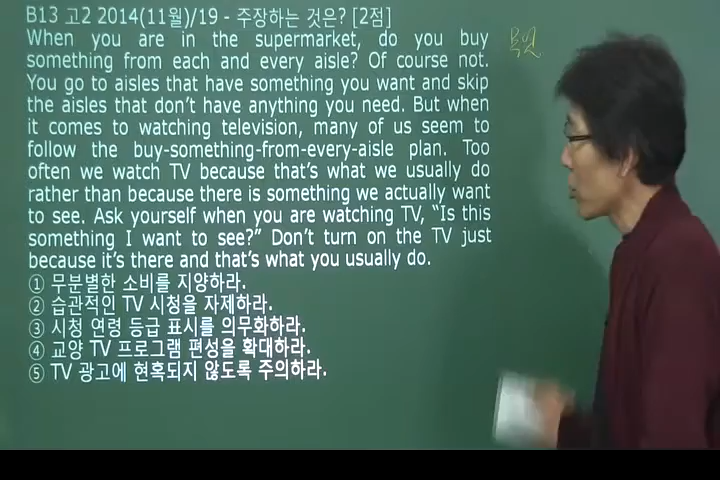 B13 고2 2014(11월)/19 - 주장하는 것은? [2점]
When you are in the supermarket, do you buy
something from each and every aisle? Of course not.
You go to aisles that have something you want and skip
the aisles that don't have anything you need. But when
it comes to watching television, many of us seem to
follow the buy-something-from-every-aisle plan. Too
often we watch TV because that's what we usually do
rather than because there is something we actually want
to see. Ask yourself when you are watching TV, "Is this
something I want to see?" Don't turn on the TV just
because it's there and that's what you usually do.
① 무분별한 소비를 지양하라.
② 습관적인 TV 시청을 자제하라.
③ 시청 연령 등급 표시를 의무화하라.
④ 교양 TV 프로그램 편성을 확대하라.
⑤ TV 광고에 현혹되지 않도록 주의하라.